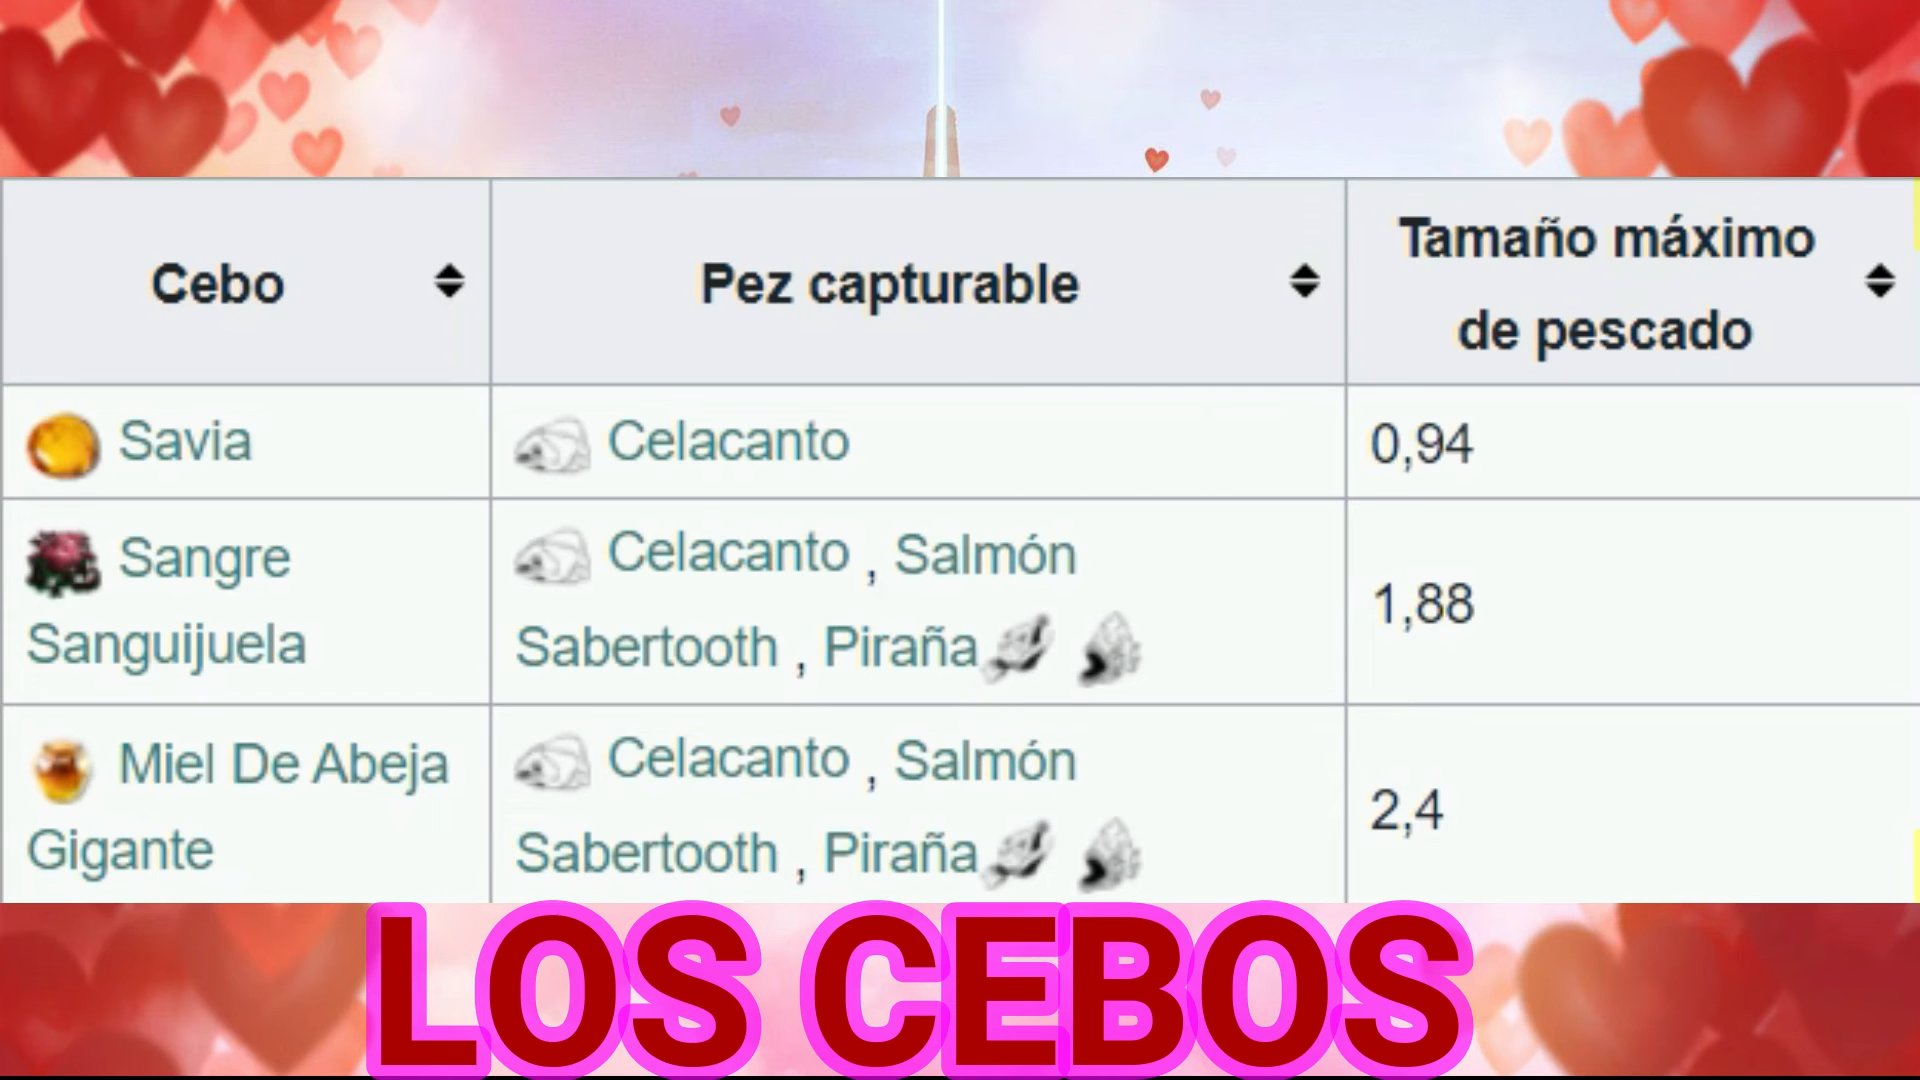 Cebo
Pez capturable
Tamaño máximo
de pescado
Savia
Celacanto
0,94
Sangre
Sanguijuela
Celacanto , Salmón
Sabertooth , Piraña
1,88
Miel De Abeja
Gigante
Celacanto , Salmón
Sabertooth , Piraña
2,4
LOS CEBOS